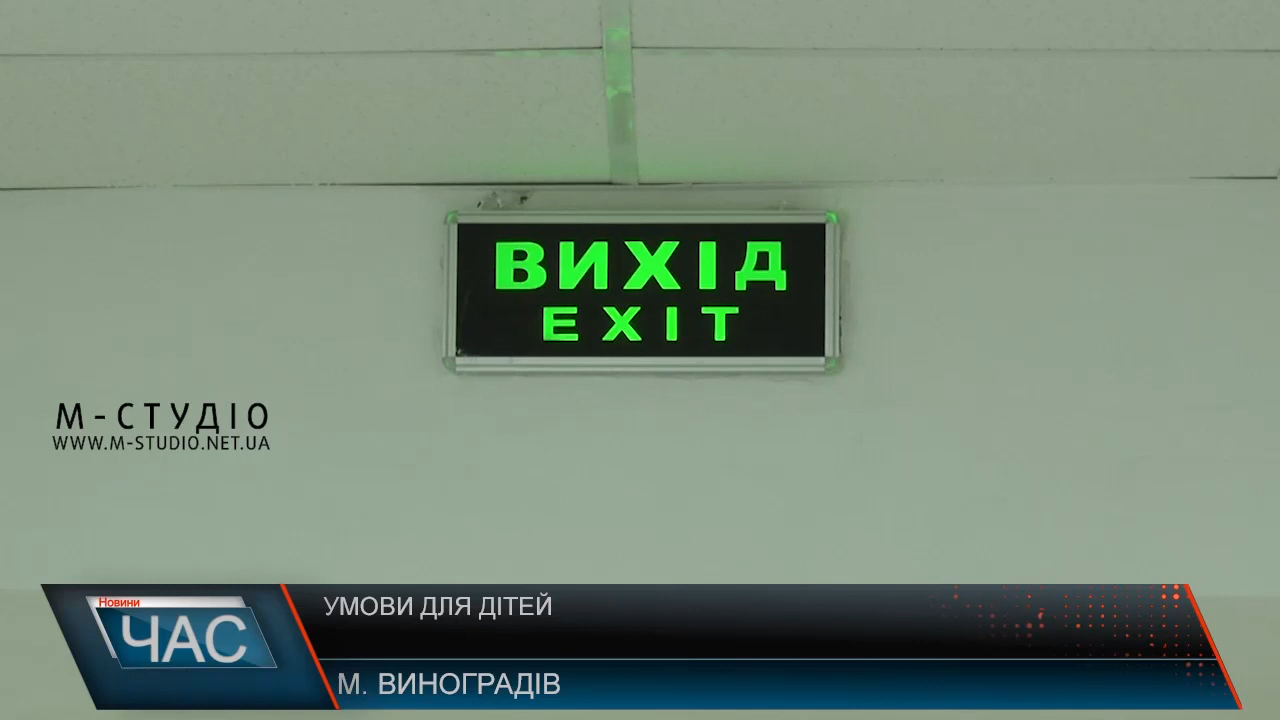 ВИХІД
EXIT
М-СТУДІО
WWW.M-STUDIO.NET.UA
Новини
ЧАС
УМОВИ ДЛЯ ДІТЕЙ
М. ВИНОГРАДІВ